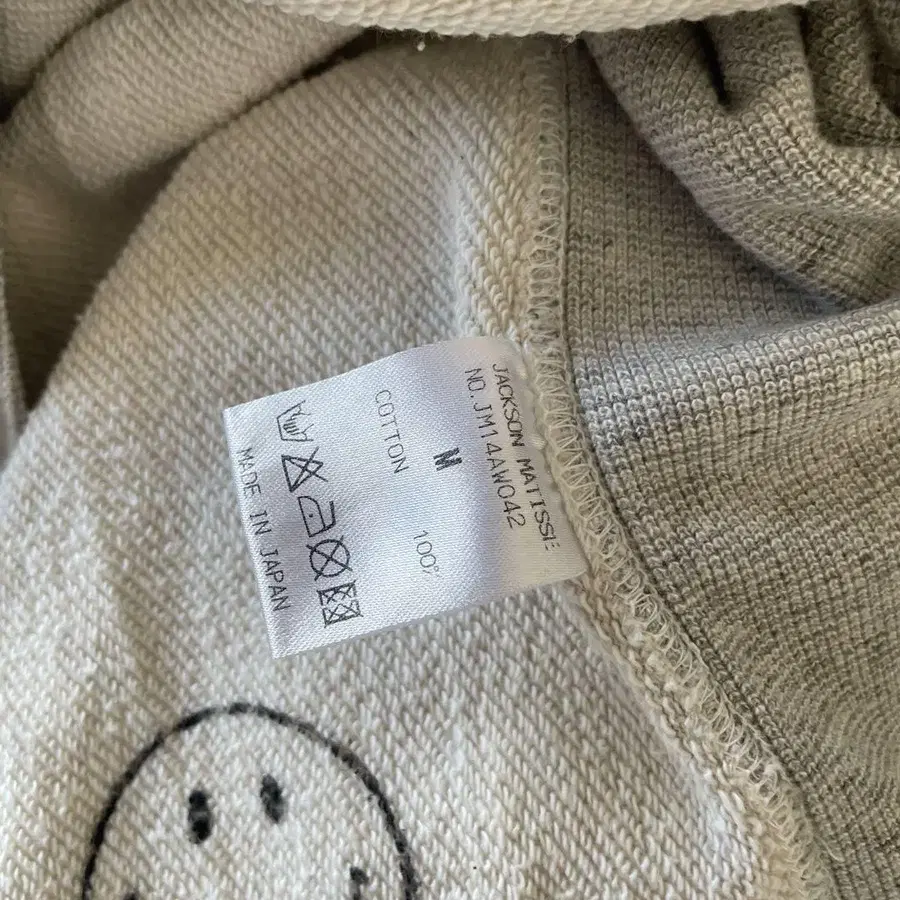 JACKSON MATISSE
NO.JM14AW042
M
COTTON 100%
MADE IN JAPAN